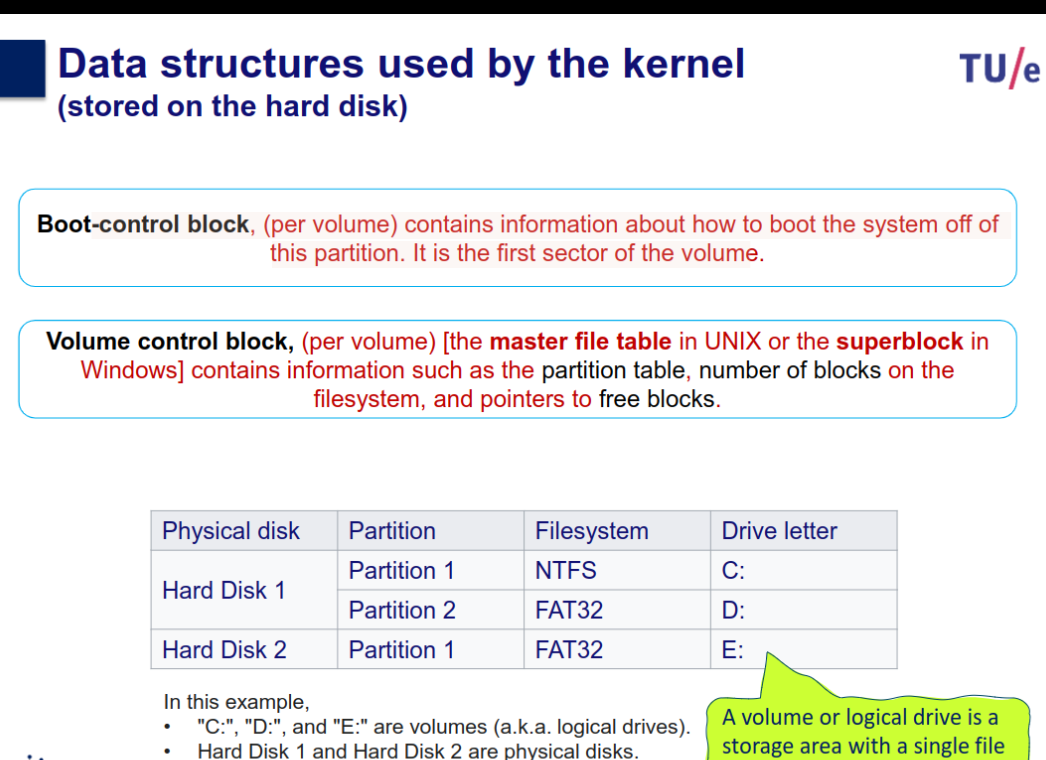 Data structures used by the kernel
(stored on the hard disk)
TU/e
Boot-control block, (per volume) contains information about how to boot the system off of
this partition. It is the first sector of the volume.
Volume control block, (per volume) [the master file table in UNIX or the superblock in
Windows] contains information such as the partition table, number of blocks on the
filesystem, and pointers to free blocks.
Physical disk Partition Filesystem Drive letter
Hard Disk 1 Partition 1 NTFS C:
Partition 2 FAT32 D:
Hard Disk 2 Partition 1 FAT32 E:
In this example,
• "C:", "D:", and "E:" are volumes (a.k.a. logical drives).
• Hard Disk 1 and Hard Disk 2 are physical disks.
A volume or logical drive is a
storage area with a single file